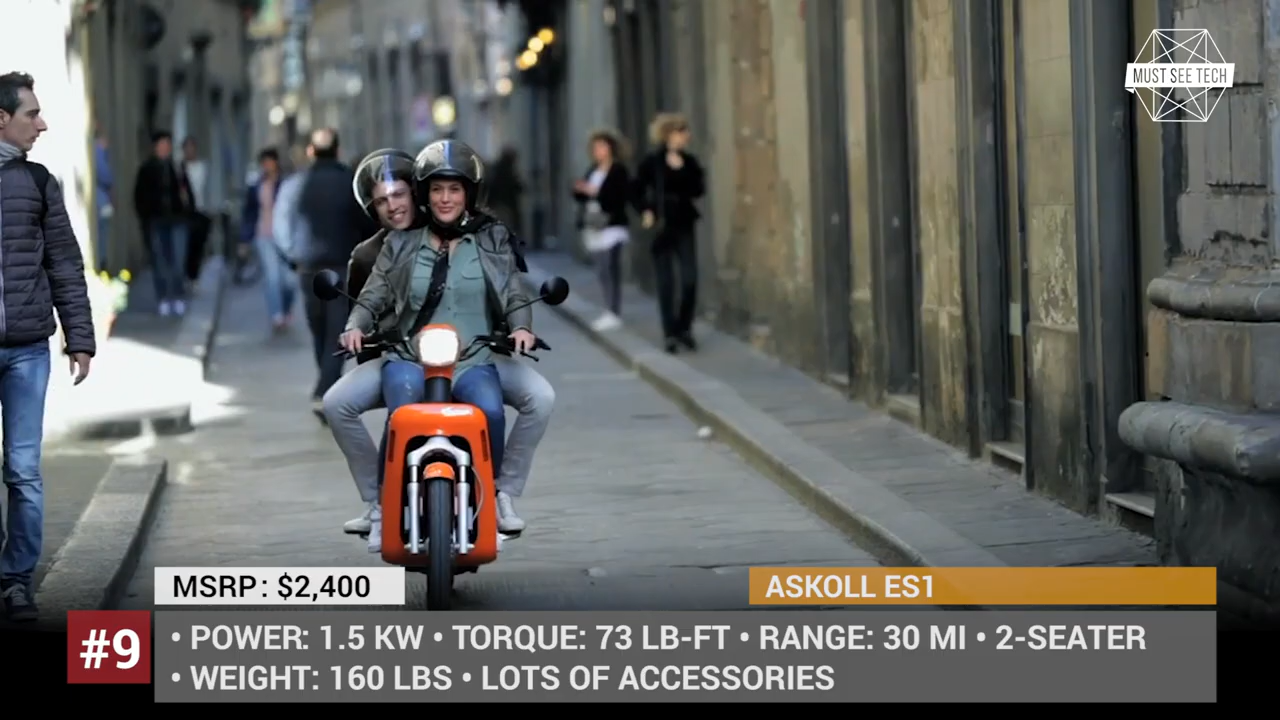 MUST SEE TECH
MSRP: $2,400
ASKOLL ES1
#9
• POWER: 1.5 KW • TORQUE: 73 LB-FT • RANGE: 30 MI • 2-SEATER
• WEIGHT: 160 LBS • LOTS OF ACCESSORIES